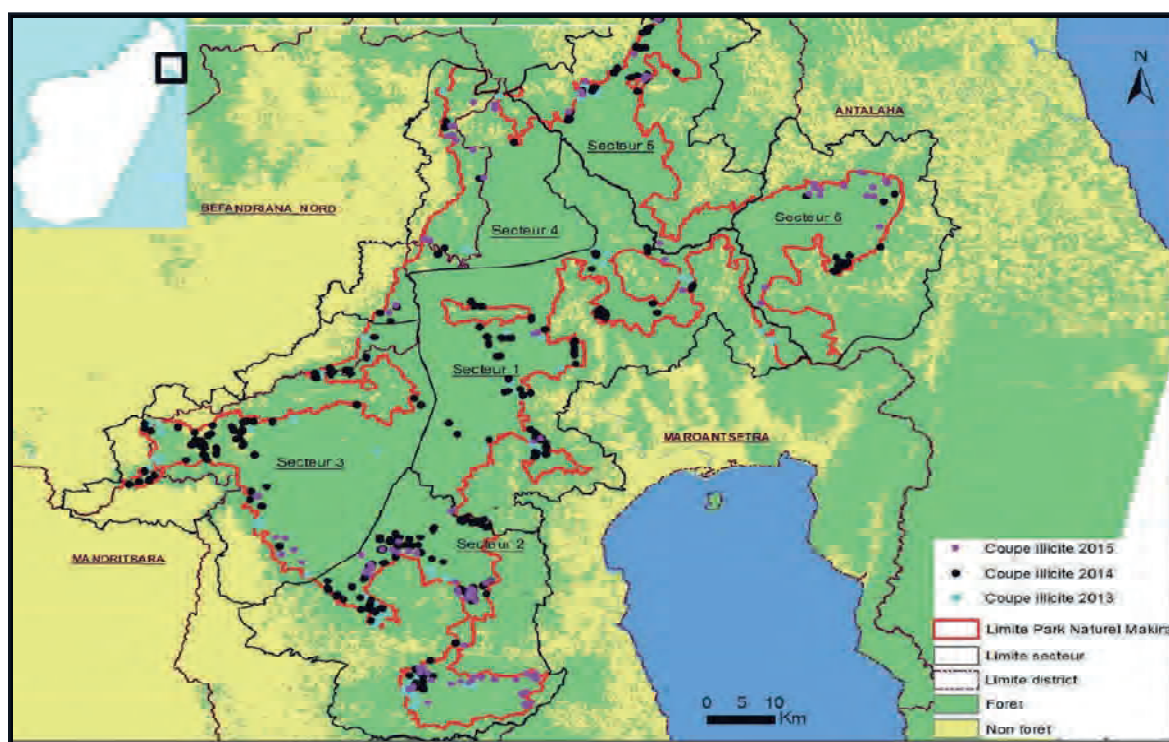 N
ANTALAHA
Secteur 5
BEFANDRIANA NORD
Secteur 6
Secteur 4
Secteur 1
MAROANTSETRA
Secteur 3
Secteur 2
MANDRITSARA
Coupe illicite 2015
Coupe illicite 2014
Coupe illicite 2013
Limite Park Naturel Makira
Limite secteur
Limite district
Foret
Non foret
0 5 10
Km